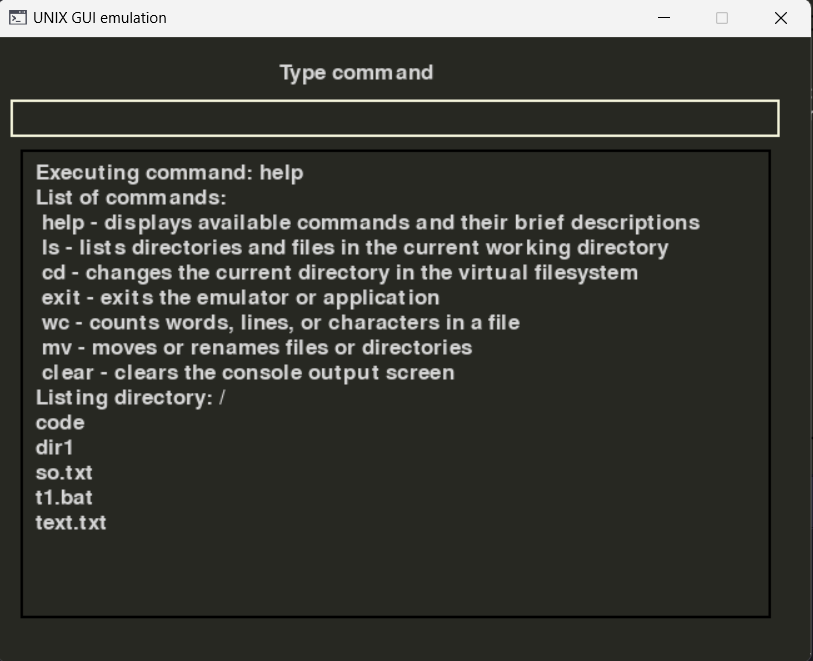 UNIX GUI emulation
Type command
Executing command: help
List of commands:
help - displays available commands and their brief descriptions
ls - lists directories and files in the current working directory
cd - changes the current directory in the virtual filesystem
exit - exits the emulator or application
wc - counts words, lines, or characters in a file
mv - moves or renames files or directories
clear - clears the console output screen
Listing directory: /
code
dir1
so.txt
t1.bat
text.txt